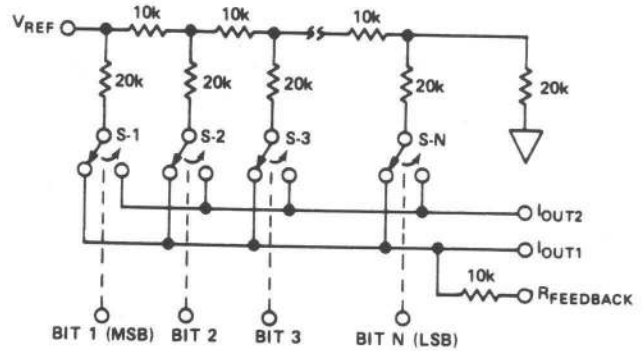 10k 10k 10k
VREF
20k 20k 20k 20k 20k
S-1 S-2 S-3 S-N
IOUT2
IOUT1
10k
RFEEDBACK
BIT 1 (MSB) BIT 2 BIT 3 BIT N (LSB)